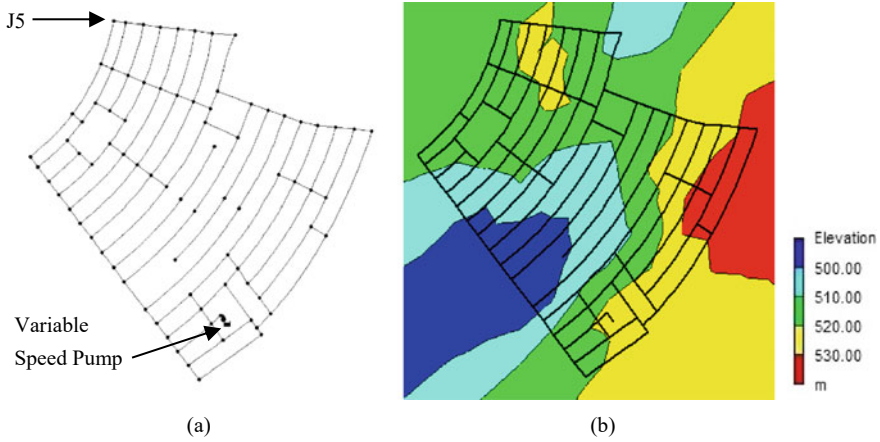 J5
Variable
Speed Pump
Elevation
500.00
510.00
520.00
530.00
m
(a)
(b)